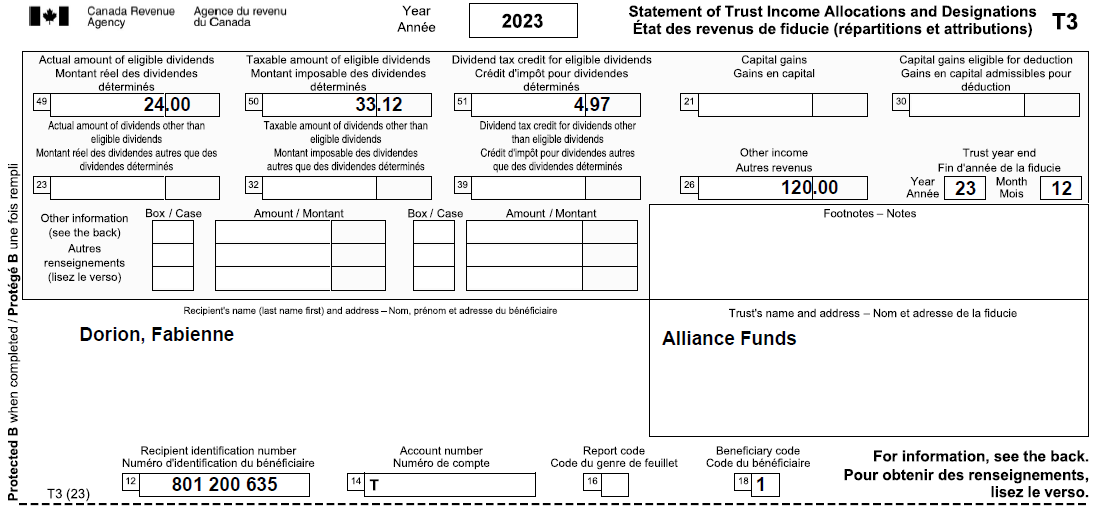 Canada Revenue Agency
Agence du revenu du Canada
Year
Année
2023
Statement of Trust Income Allocations and Designations
État des revenus de fiducie (répartitions et attributions)
T3
Actual amount of eligible dividends
Montant réel des dividendes
déterminés
49 24.00
Taxable amount of eligible dividends
Montant imposable des dividendes
déterminés
50 33.12
Dividend tax credit for eligible dividends
Crédit d'impôt pour dividendes
déterminés
51 4.97
Capital gains
Gains en capital
21
Capital gains eligible for deduction
Gains en capital admissibles pour
déduction
30
Actual amount of dividends other than
eligible dividends
Montant réel des dividendes autres que des
dividendes déterminés
23
Taxable amount of dividends other than
eligible dividends
Montant imposable des dividendes
autres que des dividendes déterminés
32
Dividend tax credit for dividends other
than eligible dividends
Crédit d'impôt pour dividendes autres
que des dividendes déterminés
39
Other income
Autres revenus
26 120.00
Trust year end
Fin d'année de la fiducie
Year
Année
23
Month
Mois
12
Other information
(see the back)
Autres
renseignements
(lisez le verso)
Box / Case
Amount / Montant
Box / Case
Amount / Montant
Footnotes – Notes
Recipient's name (last name first) and address – Nom, prénom et adresse du bénéficiaire
Dorion, Fabienne
Trust's name and address – Nom et adresse de la fiducie
Alliance Funds
Protected B when completed / Protégé B une fois rempli
Recipient identification number
Numéro d'identification du bénéficiaire
12 801 200 635
Account number
Numéro de compte
14 T
Report code
Code du genre de feuillet
16
Beneficiary code
Code du bénéficiaire
18 1
For information, see the back.
Pour obtenir des renseignements,
lisez le verso.
T3 (23)